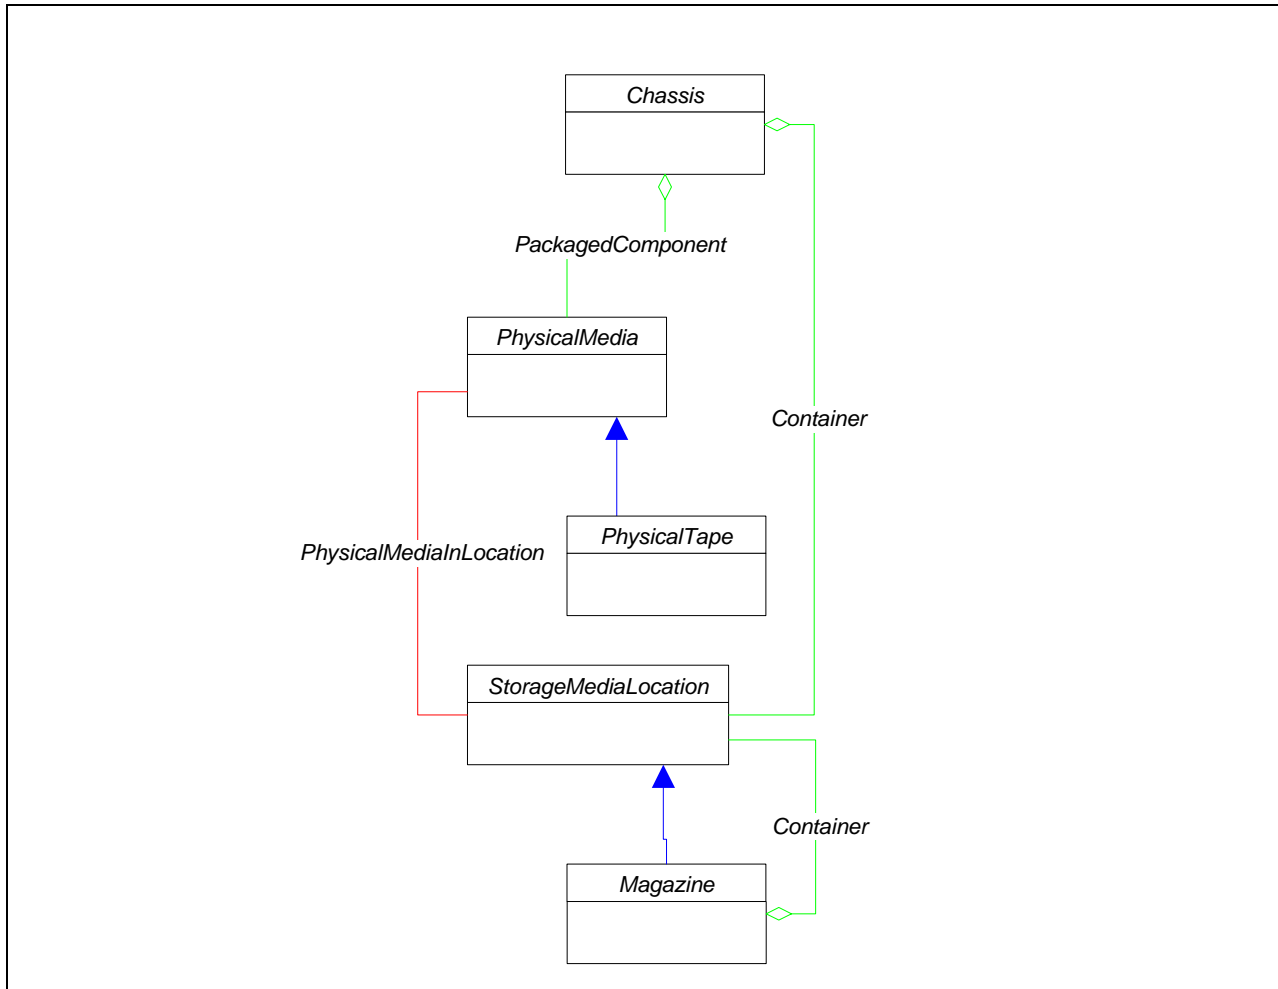 Chassis
PackagedComponent
PhysicalMedia
Container
PhysicalTape
PhysicalMediaInLocation
StorageMediaLocation
Container
Magazine